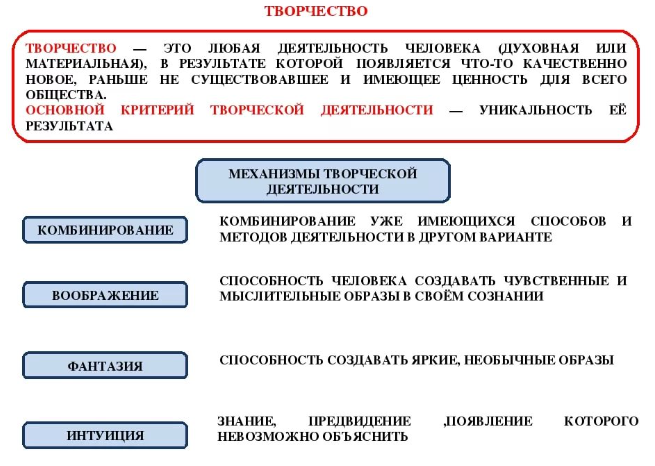 ТВОРЧЕСТВО
ТВОРЧЕСТВО — ЭТО ЛЮБАЯ ДЕЯТЕЛЬНОСТЬ ЧЕЛОВЕКА (ДУХОВНАЯ ИЛИ
МАТЕРИАЛЬНАЯ), В РЕЗУЛЬТАТЕ КОТОРОЙ ПОЯВЛЯЕТСЯ ЧТО-ТО КАЧЕСТВЕННО
НОВОЕ, РАНЬШЕ НЕ СУЩЕСТВОВАВШЕЕ И ИМЕЮЩЕЕ ЦЕННОСТЬ ДЛЯ ВСЕГО
ОБЩЕСТВА.
ОСНОВНОЙ КРИТЕРИЙ ТВОРЧЕСКОЙ ДЕЯТЕЛЬНОСТИ — УНИКАЛЬНОСТЬ ЕЁ
РЕЗУЛЬТАТА
МЕХАНИЗМЫ ТВОРЧЕСКОЙ
ДЕЯТЕЛЬНОСТИ
КОМБИНИРОВАНИЕ
КОМБИНИРОВАНИЕ УЖЕ ИМЕЮЩИХСЯ СПОСОБОВ И
МЕТОДОВ ДЕЯТЕЛЬНОСТИ В ДРУГОМ ВАРИАНТЕ
ВООБРАЖЕНИЕ
СПОСОБНОСТЬ ЧЕЛОВЕКА СОЗДАВАТЬ ЧУВСТВЕННЫЕ И
МЫСЛИТЕЛЬНЫЕ ОБРАЗЫ В СВОЁМ СОЗНАНИИ
ФАНТАЗИЯ
СПОСОБНОСТЬ СОЗДАВАТЬ ЯРКИЕ, НЕОБЫЧНЫЕ ОБРАЗЫ
ИНТУИЦИЯ
ЗНАНИЕ, ПРЕДВИДЕНИЕ ,ПОЯВЛЕНИЕ КОТОРОГО
НЕВОЗМОЖНО ОБЪЯСНИТЬ